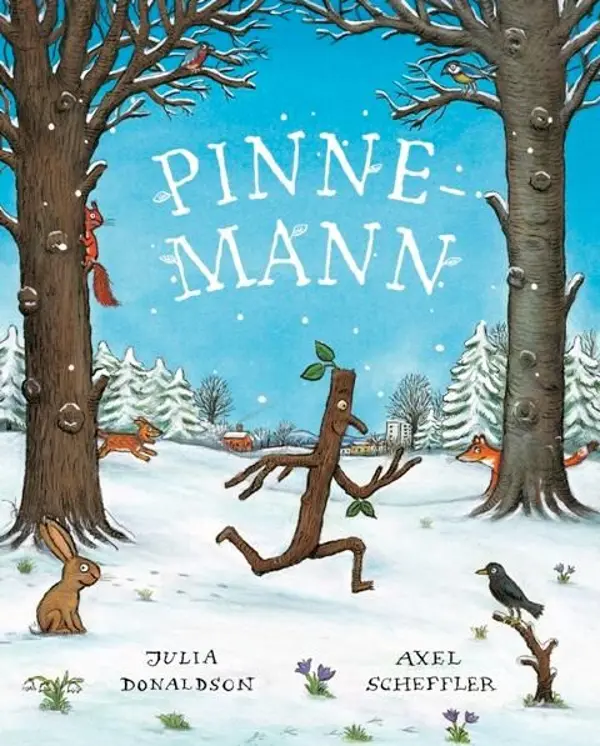 PINNE-
MANN
JULIA
DONALDSON
AXEL
SCHEFFLER